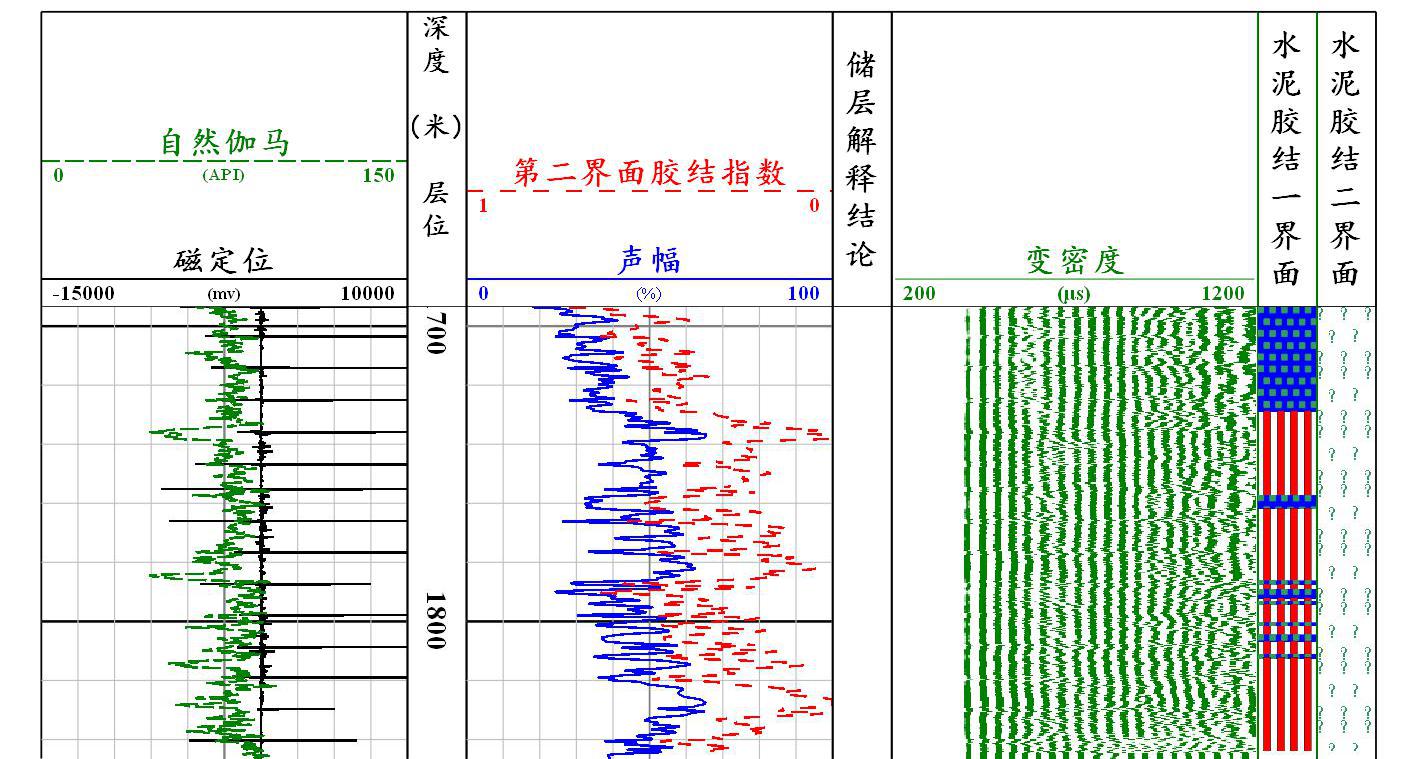 自然伽马
0 (API) 150
磁定位
-15000 (mv) 10000
深度
(米)
层位
第二界面胶结指数
1 0
声幅
0 (%) 100
储层解释结论
变密度
200 (μs) 1200
水泥胶结一界面
水泥胶结二界面
700
1800